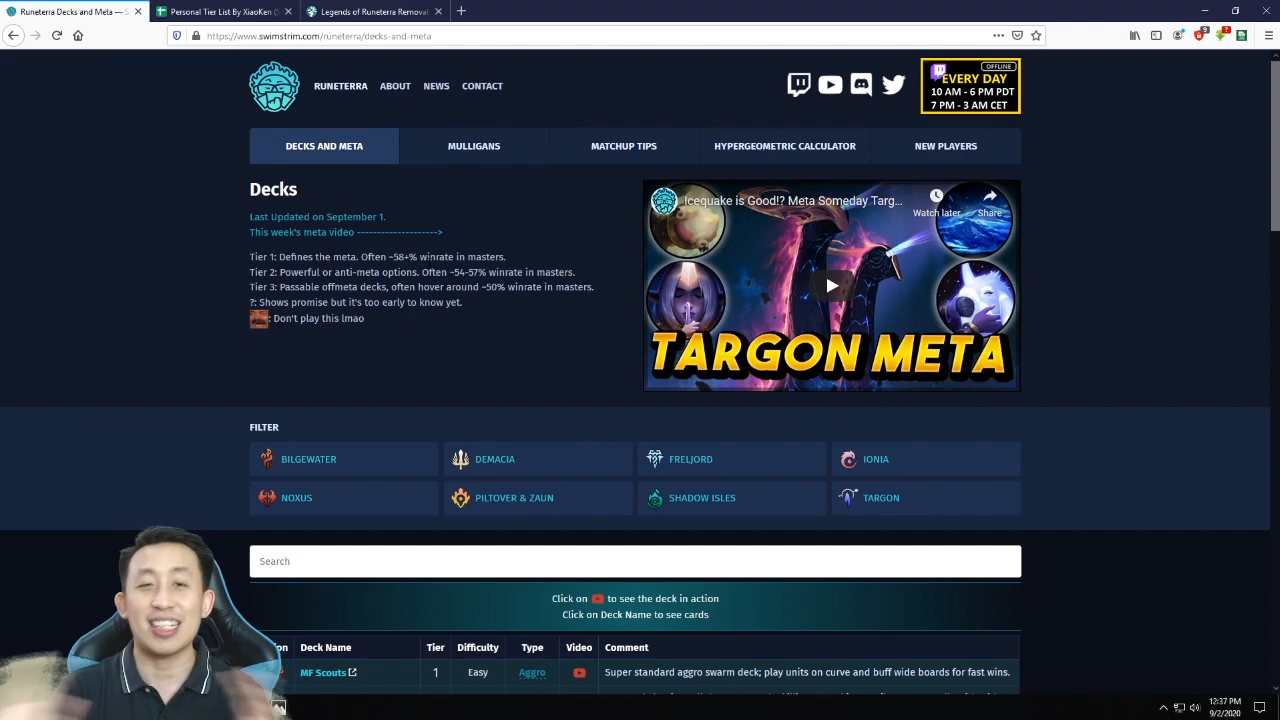 Runeterra Decks and Meta — S
Personal Tier List By XiaoKen (S
Legends of Runeterra Removal
https://www.swimstrim.com/runeterra/decks-and-meta
RUNETERRA
ABOUT
NEWS
CONTACT
OFFLINE
EVERY DAY
10 AM - 6 PM PDT
7 PM - 3 AM CET
DECKS AND META
MULLIGANS
MATCHUP TIPS
HYPERGEOMETRIC CALCULATOR
NEW PLAYERS
Decks
Last Updated on September 1.
This week's meta video -------------------->
Tier 1: Defines the meta. Often ~58+% winrate in masters.
Tier 2: Powerful or anti-meta options. Often ~54-57% winrate in masters.
Tier 3: Passable offmeta decks, often hover around ~50% winrate in masters.
?: Shows promise but it's too early to know yet.
: Don't play this lmao
Icequake is Good!? Meta Someday Targ...
Watch later
Share
TARGON META
FILTER
BILGEWATER
DEMACIA
FRELJORD
IONIA
NOXUS
PILTOVER & ZAUN
SHADOW ISLES
TARGON
Search
Click on to see the deck in action
Click on Deck Name to see cards
on Deck Name Tier Difficulty Type Video Comment
MF Scouts 1 Easy Aggro Super standard aggro swarm deck; play units on curve and buff wide boards for fast wins.
12:37 PM
9/2/2020